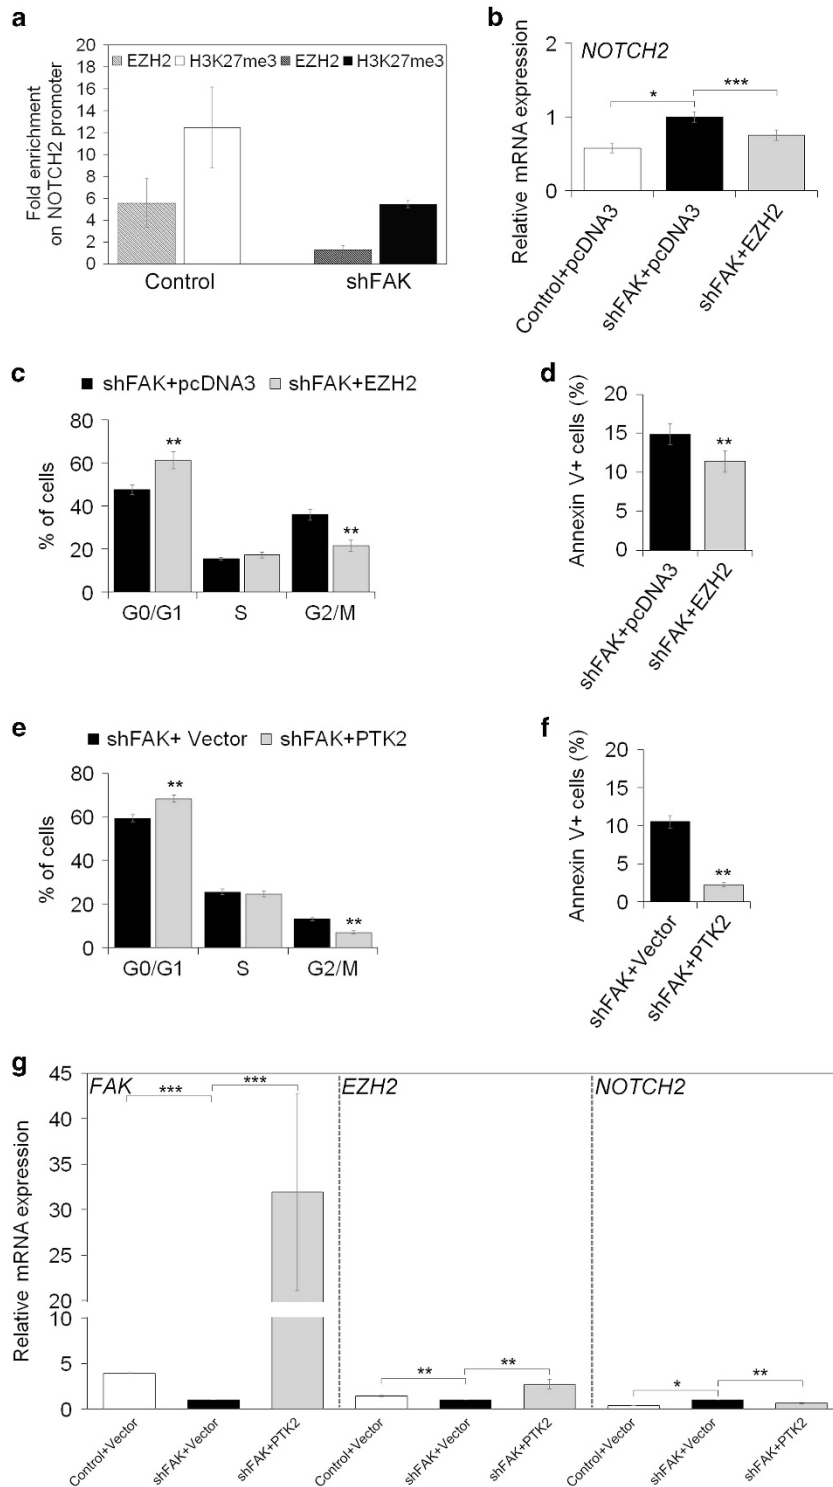 a
20
18
16
14
12
10
8
6
4
2
0
Fold enrichment
on NOTCH2 promoter
EZH2 H3K27me3 EZH2 H3K27me3
Control shFAK
b
2
1
0
Relative mRNA expression
NOTCH2
* ***
Control+pcDNA3
shFAK+pcDNA3
shFAK+EZH2
c
shFAK+pcDNA3 shFAK+EZH2
80
60
40
20
0
% of cells
**
**
G0/G1 S G2/M
d
20
15
10
5
0
Annexin V+ cells (%)
**
shFAK+pcDNA3
shFAK+EZH2
e
shFAK+ Vector shFAK+PTK2
80
60
40
20
0
% of cells
**
**
G0/G1 S G2/M
f
20
15
10
5
0
Annexin V+ cells (%)
**
shFAK+Vector
shFAK+PTK2
g
45
40
35
30
25
20
10
5
0
Relative mRNA expression
FAK EZH2 NOTCH2
*** ***
** **
* **
Control+Vector
shFAK+Vector
shFAK+PTK2
Control+Vector
shFAK+Vector
shFAK+PTK2
Control+Vector
shFAK+Vector
shFAK+PTK2